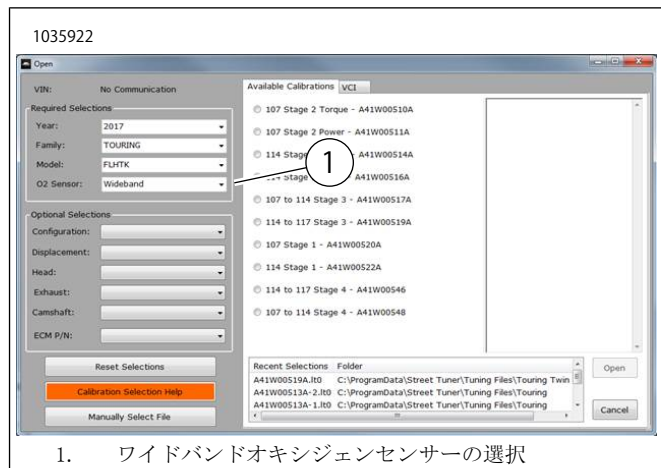 1035922
Open
VIN: No Communication
Required Selections
Year: 2017
Family: TOURING
Model: FLHTK
O2 Sensor: Wideband
Optional Selections
Configuration:
Displacement:
Head:
Exhaust:
Camshaft:
ECM P/N:
Reset Selections
Calibration Selection Help
Manually Select File
Available Calibrations VCI
107 Stage 2 Torque - A41W00510A
107 Stage 2 Power - A41W00511A
114 Stage A41W00514A
Stage A41W00516A
107 to 114 Stage 3 - A41W00517A
114 to 117 Stage 3 - A41W00519A
107 Stage 1 - A41W00520A
114 Stage 1 - A41W00522A
114 to 117 Stage 4 - A41W00546
107 to 114 Stage 4 - A41W00548
1
Recent Selections Folder
A41W00519A.lt0 C:\ProgramData\Street Tuner\Tuning Files\Touring Twin
A41W00513A-2.lt0 C:\ProgramData\Street Tuner\Tuning Files\Touring
A41W00513A-1.lt0 C:\ProgramData\Street Tuner\Tuning Files\Touring
Open
Cancel
1. ワイドバンドオキシジェンセンサーの選択